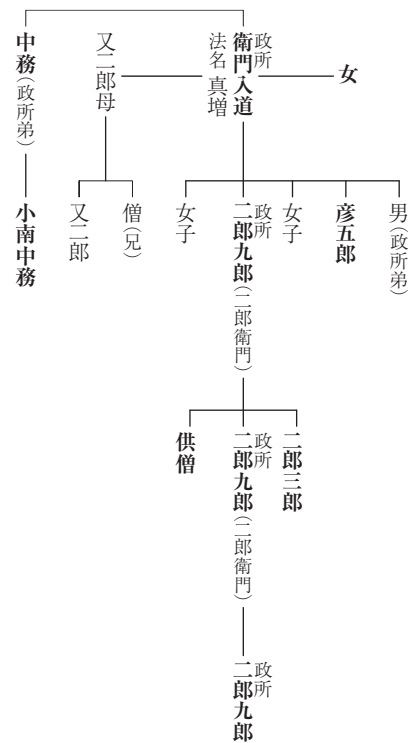 女
政所
衛門入道
法名 真増
又二郎母
中務(政所弟)
男(政所弟)
彦五郎
女子
政所
二郎九郎(二郎衛門)
女子
僧(兄)
又二郎
小南中務
二郎三郎
政所
二郎九郎(二郎衛門)
供僧
政所
二郎九郎